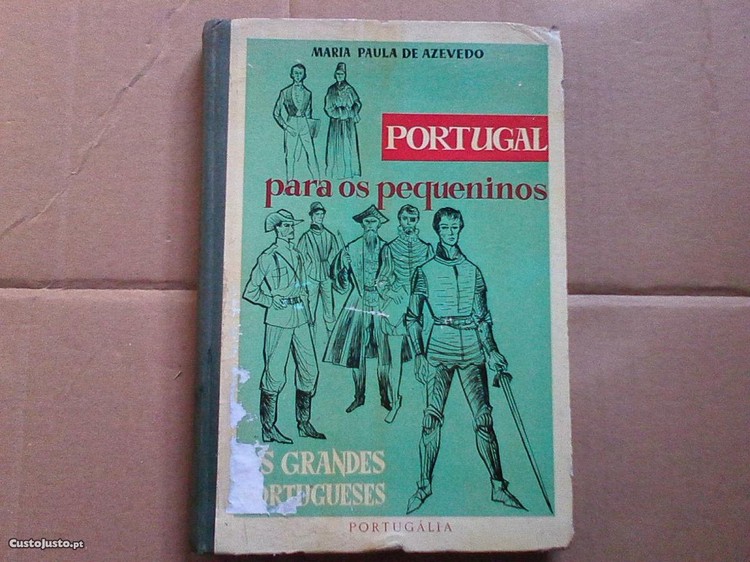 MARIA PAULA DE AZEVEDO
PORTUGAL
para os pequeninos
S GRANDES
ORTUGUESES
PORTUGÁLIA
CustoJusto.pt